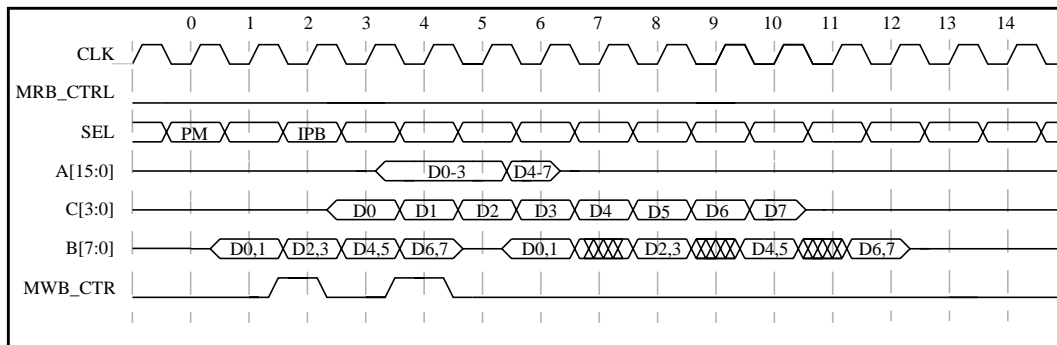 0 1 2 3 4 5 6 7 8 9 10 11 12 13 14
CLK
MRB_CTRL
SEL PM IPB
A[15:0] D0-3 D4-7
C[3:0] D0 D1 D2 D3 D4 D5 D6 D7
B[7:0] D0,1 D2,3 D4,5 D6,7 D0,1 D2,3 D4,5 D6,7
MWB_CTR